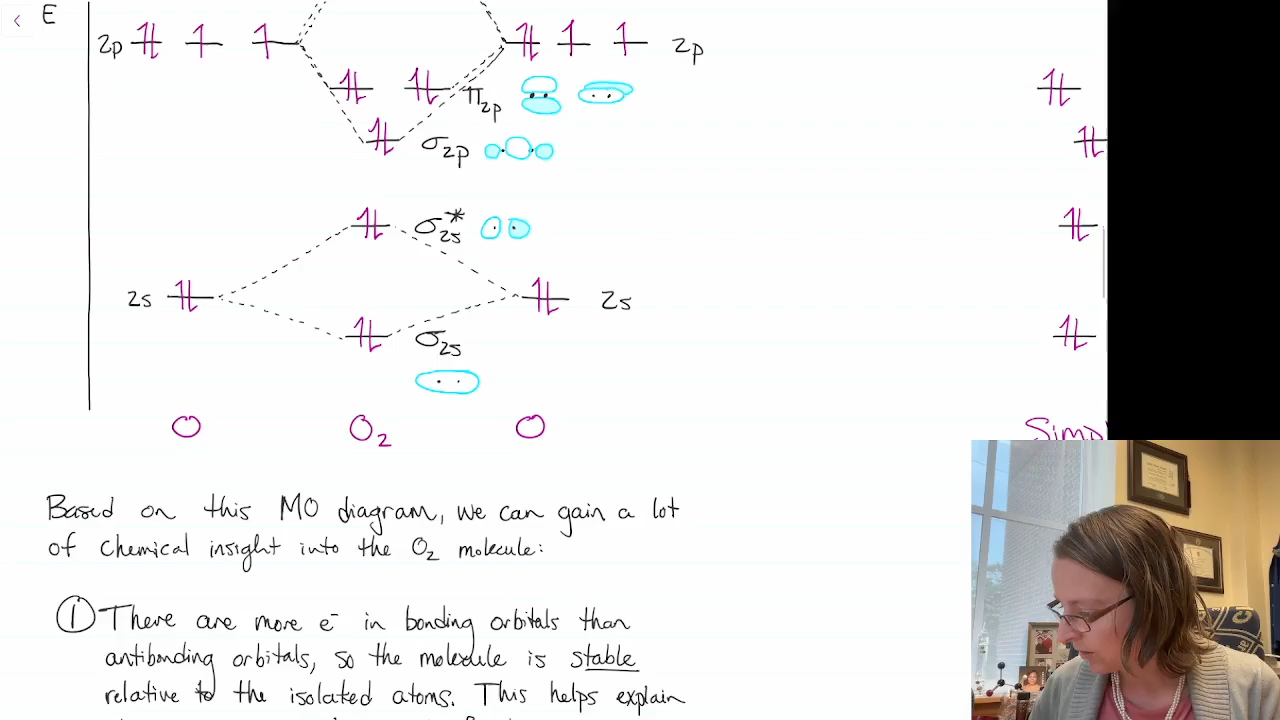 E
2p 2p
π2p
σ2p
σ*2s
2s 2s
σ2s
O O2 O
Simp
Based on this MO diagram, we can gain a lot
of chemical insight into the O2 molecule:
① There are more e⁻ in bonding orbitals than
antibonding orbitals, so the molecule is stable
relative to the isolated atoms. This helps explain